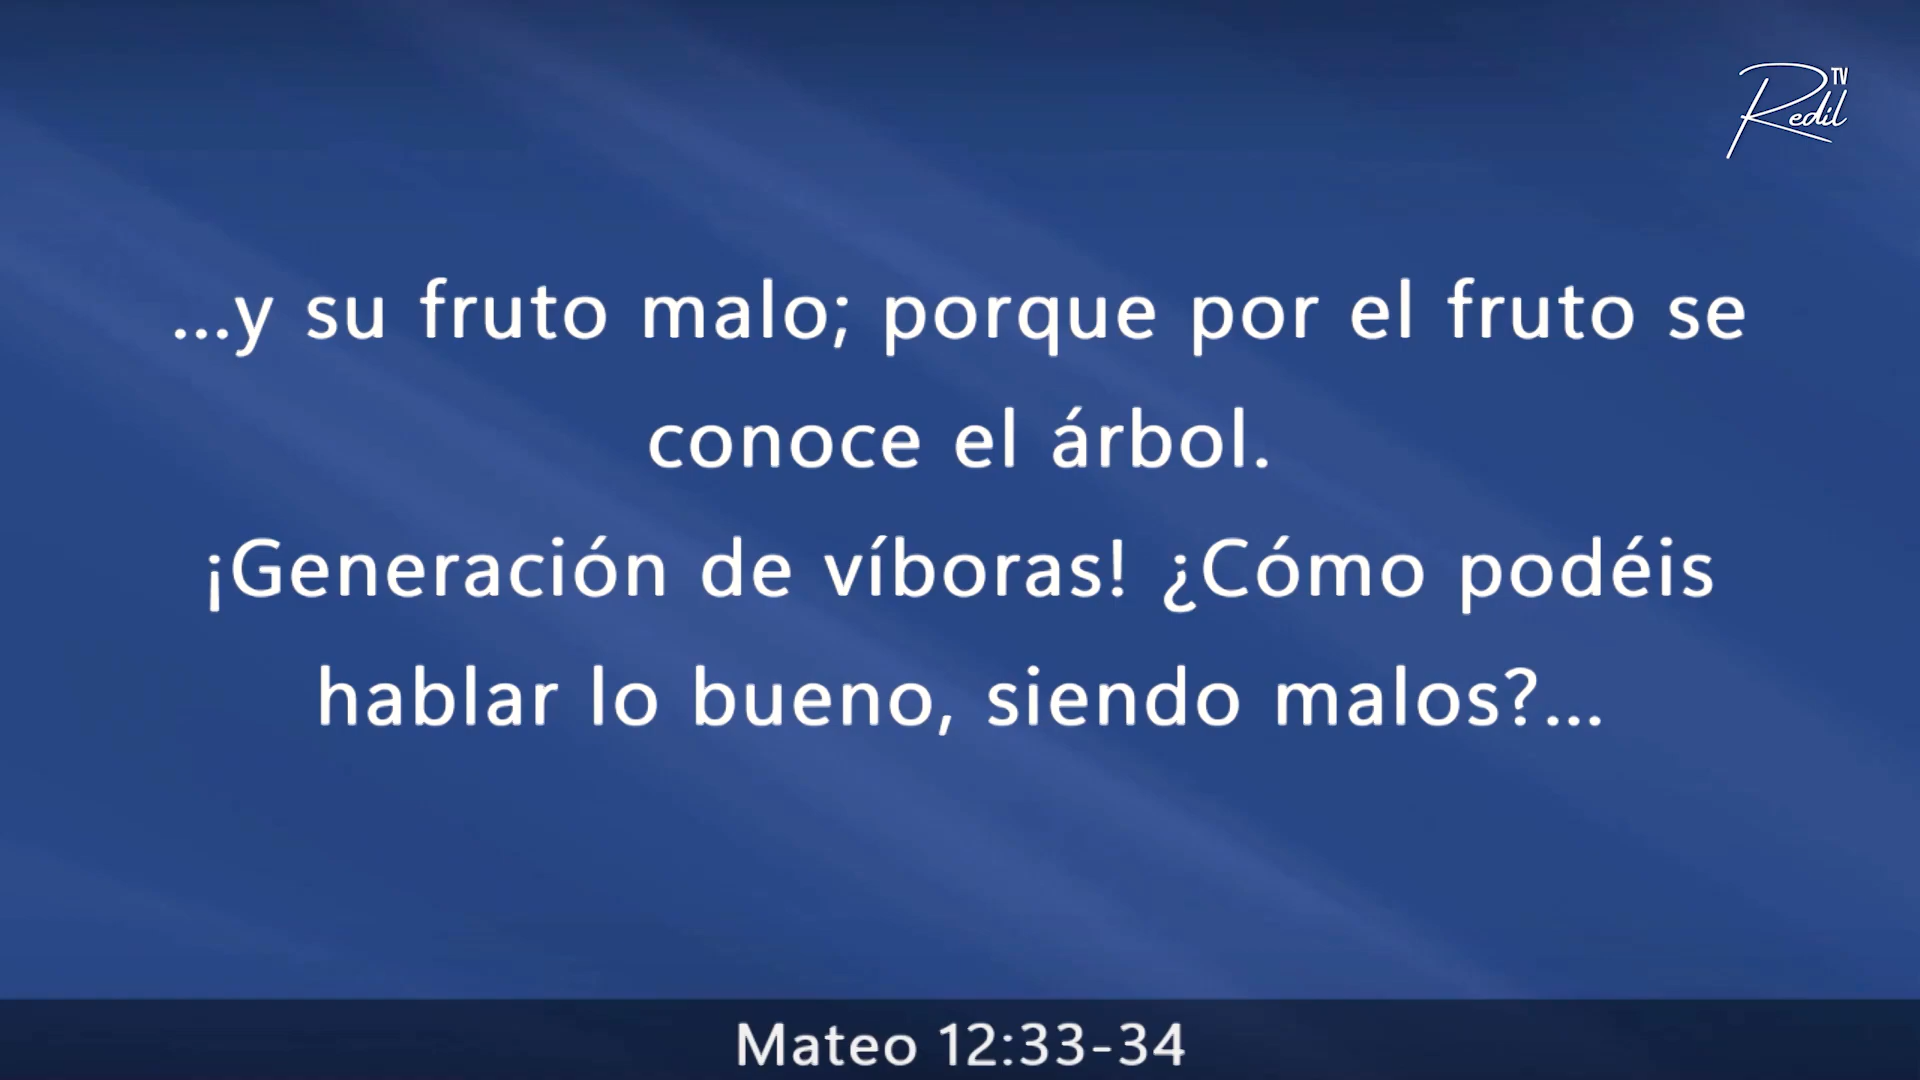 TV
Redil
...y su fruto malo; porque por el fruto se
conoce el árbol.
¡Generación de víboras! ¿Cómo podéis
hablar lo bueno, siendo malos?...
Mateo 12:33-34